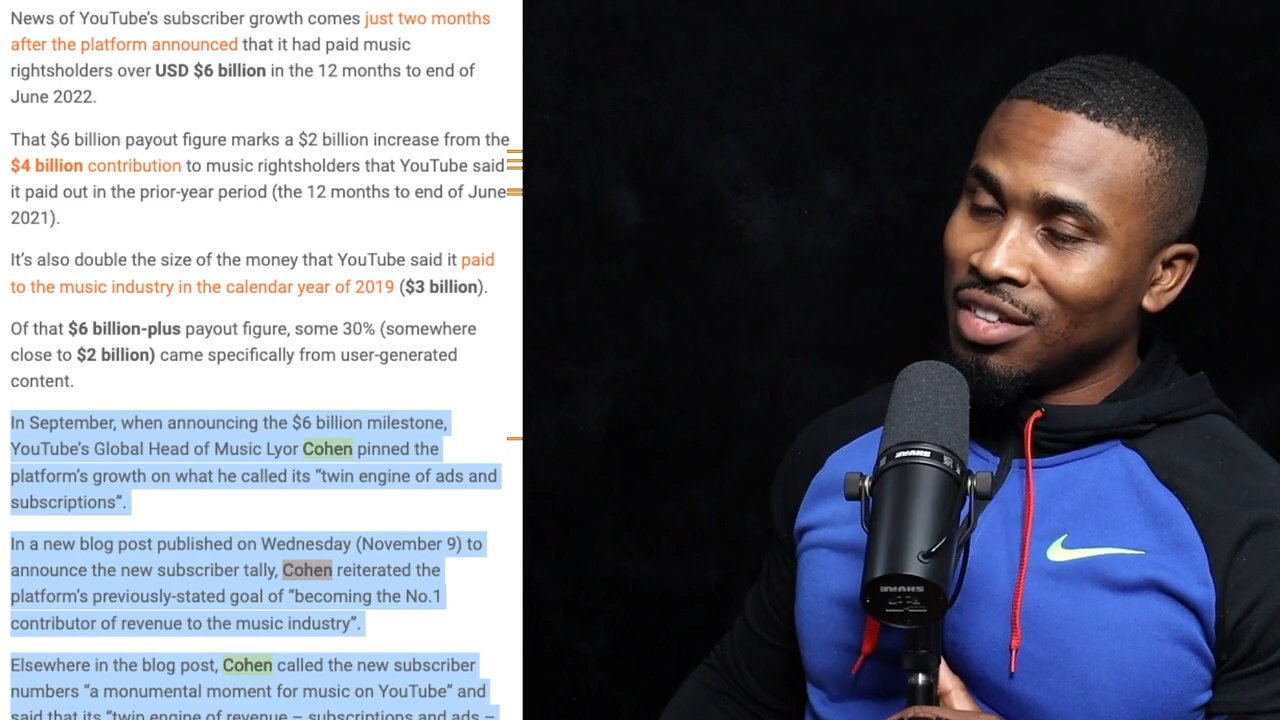 News of YouTube’s subscriber growth comes just two months
after the platform announced that it had paid music
rightsholders over USD $6 billion in the 12 months to end of
June 2022.
That $6 billion payout figure marks a $2 billion increase from the
$4 billion contribution to music rightsholders that YouTube said
it paid out in the prior-year period (the 12 months to end of June
2021).
It’s also double the size of the money that YouTube said it paid
to the music industry in the calendar year of 2019 ($3 billion).
Of that $6 billion-plus payout figure, some 30% (somewhere
close to $2 billion) came specifically from user-generated
content.
In September, when announcing the $6 billion milestone,
YouTube’s Global Head of Music Lyor Cohen pinned the
platform’s growth on what he called its “twin engine of ads and
subscriptions”.
In a new blog post published on Wednesday (November 9) to
announce the new subscriber tally, Cohen reiterated the
platform’s previously-stated goal of “becoming the No.1
contributor of revenue to the music industry”.
Elsewhere in the blog post, Cohen called the new subscriber
numbers “a monumental moment for music on YouTube” and
said that its “twin engine of revenue – subscriptions and ads –
SHURE